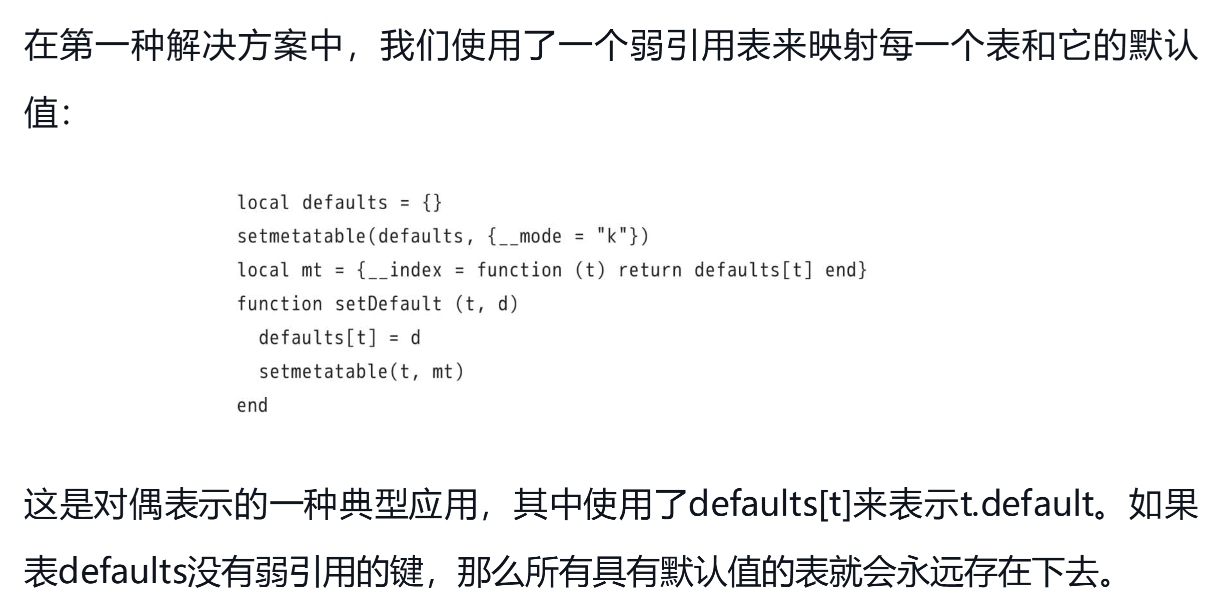 在第一种解决方案中，我们使用了一个弱引用表来映射每一个表和它的默认
值：
local defaults = {}
setmetatable(defaults, {__mode = "k"})
local mt = {__index = function (t) return defaults[t] end}
function setDefault (t, d)
  defaults[t] = d
  setmetatable(t, mt)
end
这是对偶表示的一种典型应用，其中使用了defaults[t]来表示t.default。如果
表defaults没有弱引用的键，那么所有具有默认值的表就会永远存在下去。